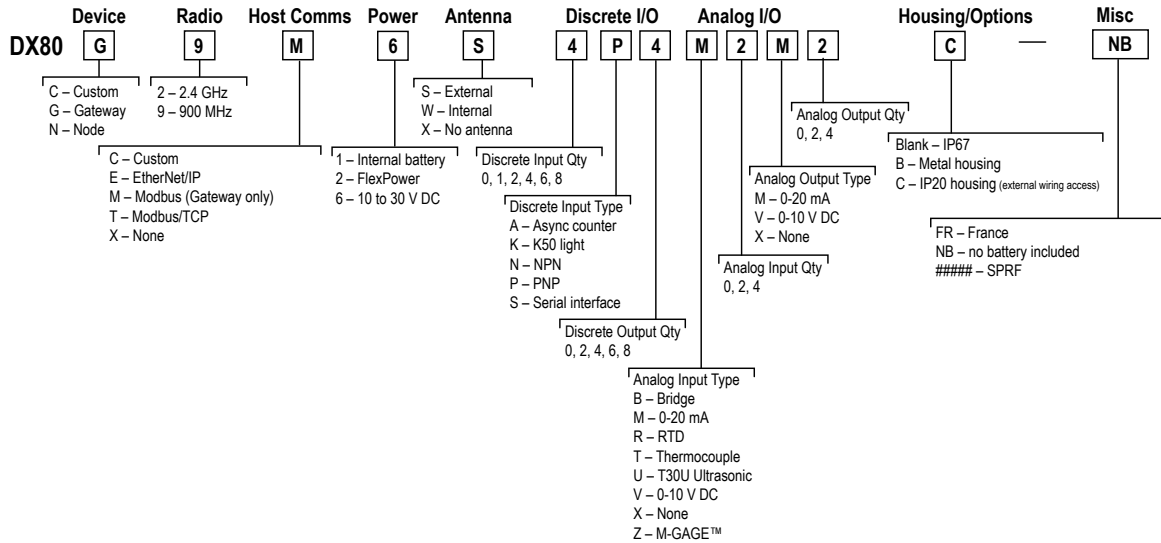 Device Radio Host Comms Power Antenna Discrete I/O Analog I/O Housing/Options Misc
DX80 G 9 M 6 S 4 P 4 M 2 M 2 C — NB
C – Custom
G – Gateway
N – Node
2 – 2.4 GHz
9 – 900 MHz
C – Custom
E – EtherNet/IP
M – Modbus (Gateway only)
T – Modbus/TCP
X – None
1 – Internal battery
2 – FlexPower
6 – 10 to 30 V DC
S – External
W – Internal
X – No antenna
Discrete Input Qty
0, 1, 2, 4, 6, 8
Discrete Input Type
A – Async counter
K – K50 light
N – NPN
P – PNP
S – Serial interface
Discrete Output Qty
0, 2, 4, 6, 8
Analog Input Type
B – Bridge
M – 0-20 mA
R – RTD
T – Thermocouple
U – T30U Ultrasonic
V – 0-10 V DC
X – None
Z – M-GAGE™
Analog Input Qty
0, 2, 4
Analog Output Type
M – 0-20 mA
V – 0-10 V DC
X – None
Analog Output Qty
0, 2, 4
Blank – IP67
B – Metal housing
C – IP20 housing (external wiring access)
FR – France
NB – no battery included
##### – SPRF